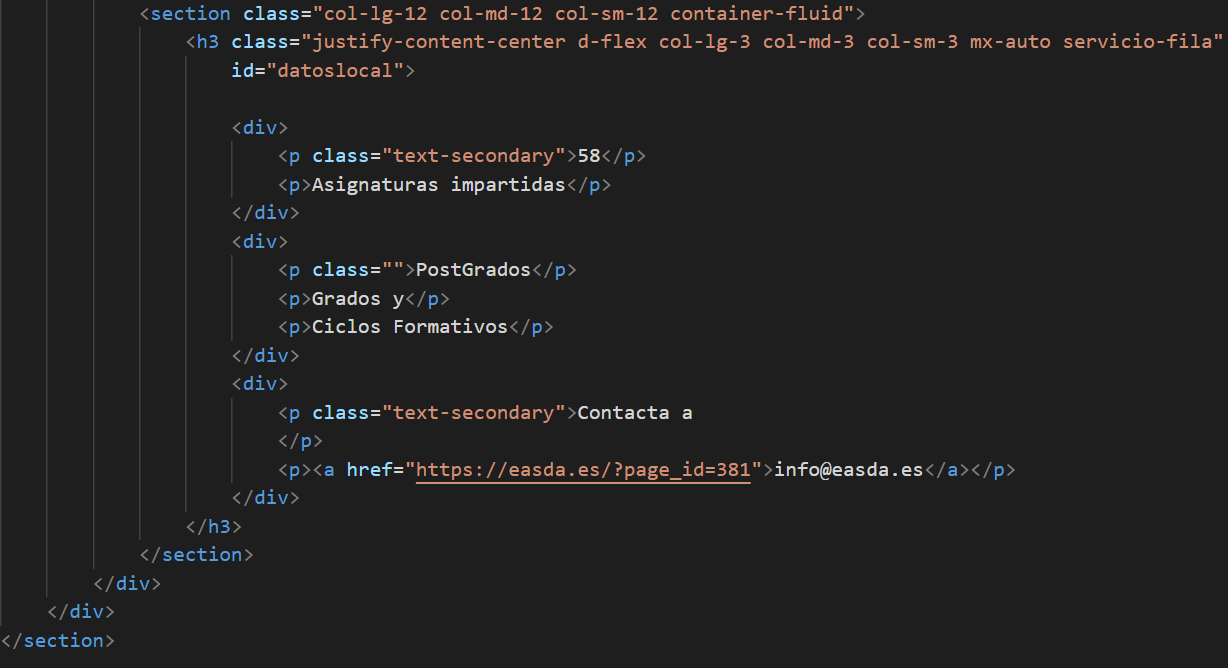 <section class="col-lg-12 col-md-12 col-sm-12 container-fluid">
<h3 class="justify-content-center d-flex col-lg-3 col-md-3 col-sm-3 mx-auto servicio-fila"
id="datoslocal">
<div>
<p class="text-secondary">58</p>
<p>Asignaturas impartidas</p>
</div>
<div>
<p class="">PostGrados</p>
<p>Grados y</p>
<p>Ciclos Formativos</p>
</div>
<div>
<p class="text-secondary">Contacta a
</p>
<p><a href="https://easda.es/?page_id=381">info@easda.es</a></p>
</div>
</h3>
</section>
</div>
</div>
</section>